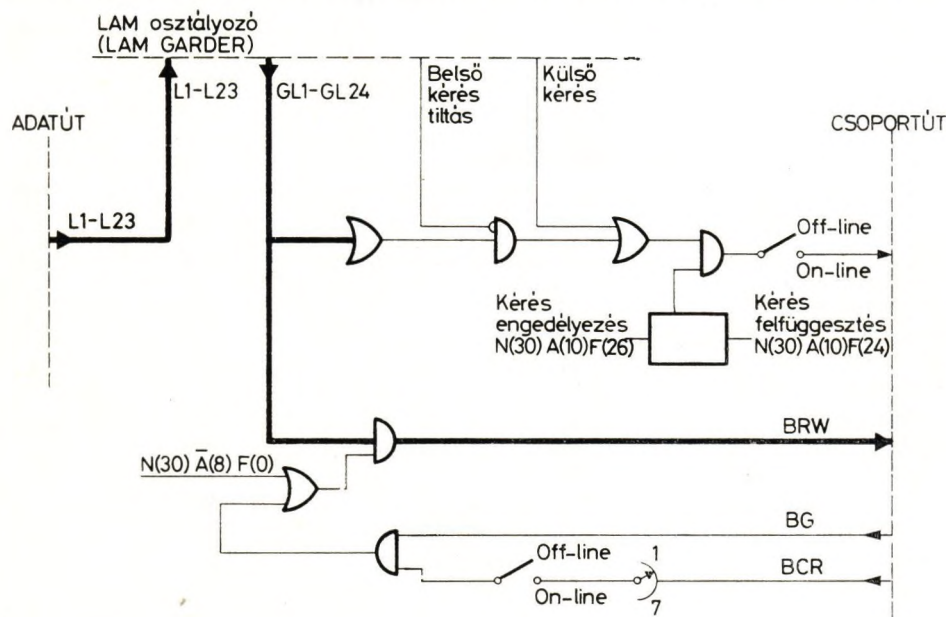 LAM osztályozó
(LAM GARDER)
L1-L23
GL1-GL24
Belső
kérés
tiltás
Külső
kérés
ADATÚT
CSOPORTÚT
L1-L23
Off-line
On-line
Kérés
engedélyezés
N(30) A(10)F(26)
Kérés
felfüggesztés
N(30) A(10)F(24)
BRW
N(30) A̅(8) F(0)
BG
Off-line
On-line
1
7
BCR